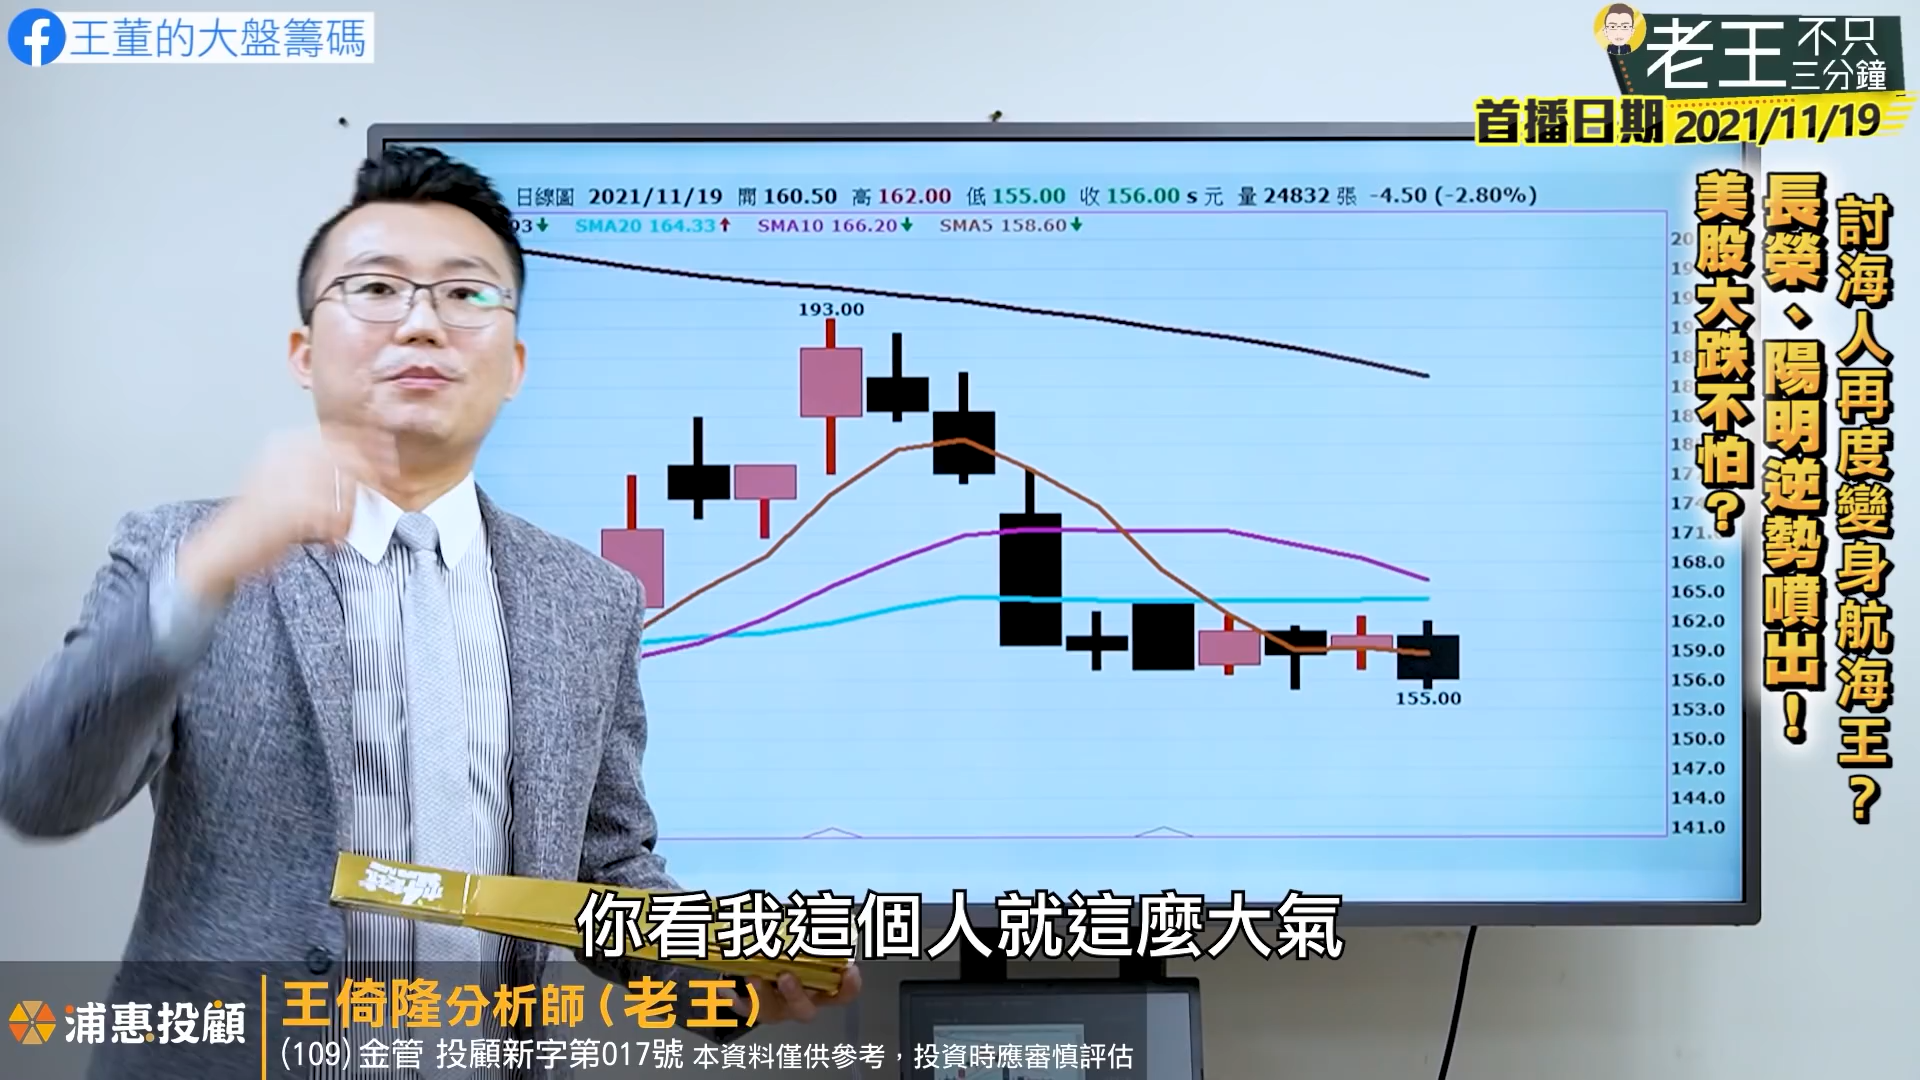 王董的大盤籌碼
老王不只三分鐘
首播日期 2021/11/19
討海人再度變身航海王？
長榮、陽明逆勢噴出！
美股大跌不怕？
日線圖 2021/11/19 開 160.50 高 162.00 低 155.00 收 156.00 s 元 量 24832 張 -4.50 (-2.80%)
93↓ SMA20 164.33↑ SMA10 166.20↓ SMA5 158.60↓
193.00
155.00
171.
168.0
165.0
162.0
159.0
156.0
153.0
150.0
147.0
144.0
141.0
你看我這個人就這麼大氣
浦惠投顧
王倚隆分析師(老王)
(109)金管 投顧新字第017號 本資料僅供參考，投資時應審慎評估